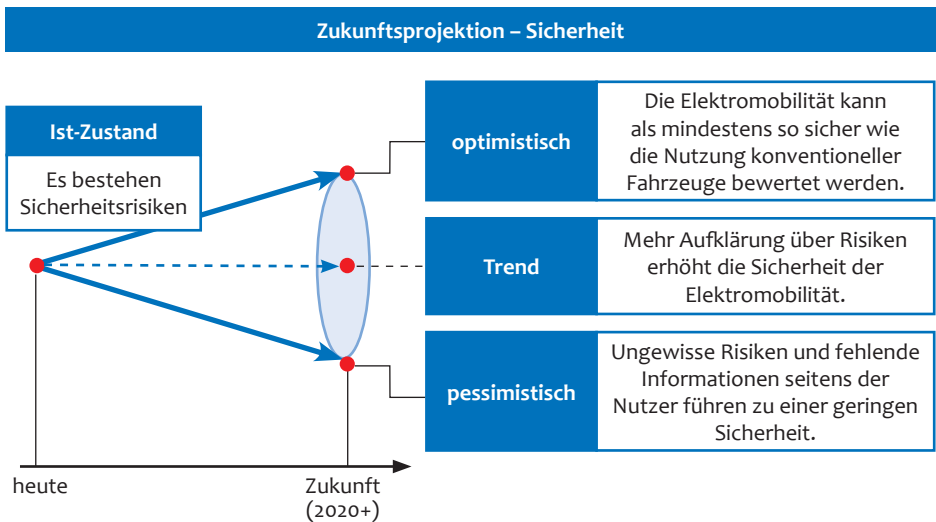 Zukunftsprojektion – Sicherheit
Ist-Zustand
Es bestehen
Sicherheitsrisiken
optimistisch
Die Elektromobilität kann
als mindestens so sicher wie
die Nutzung konventioneller
Fahrzeuge bewertet werden.
Trend
Mehr Aufklärung über Risiken
erhöht die Sicherheit der
Elektromobilität.
pessimistisch
Ungewisse Risiken und fehlende
Informationen seitens der
Nutzer führen zu einer geringen
Sicherheit.
heute
Zukunft
(2020+)